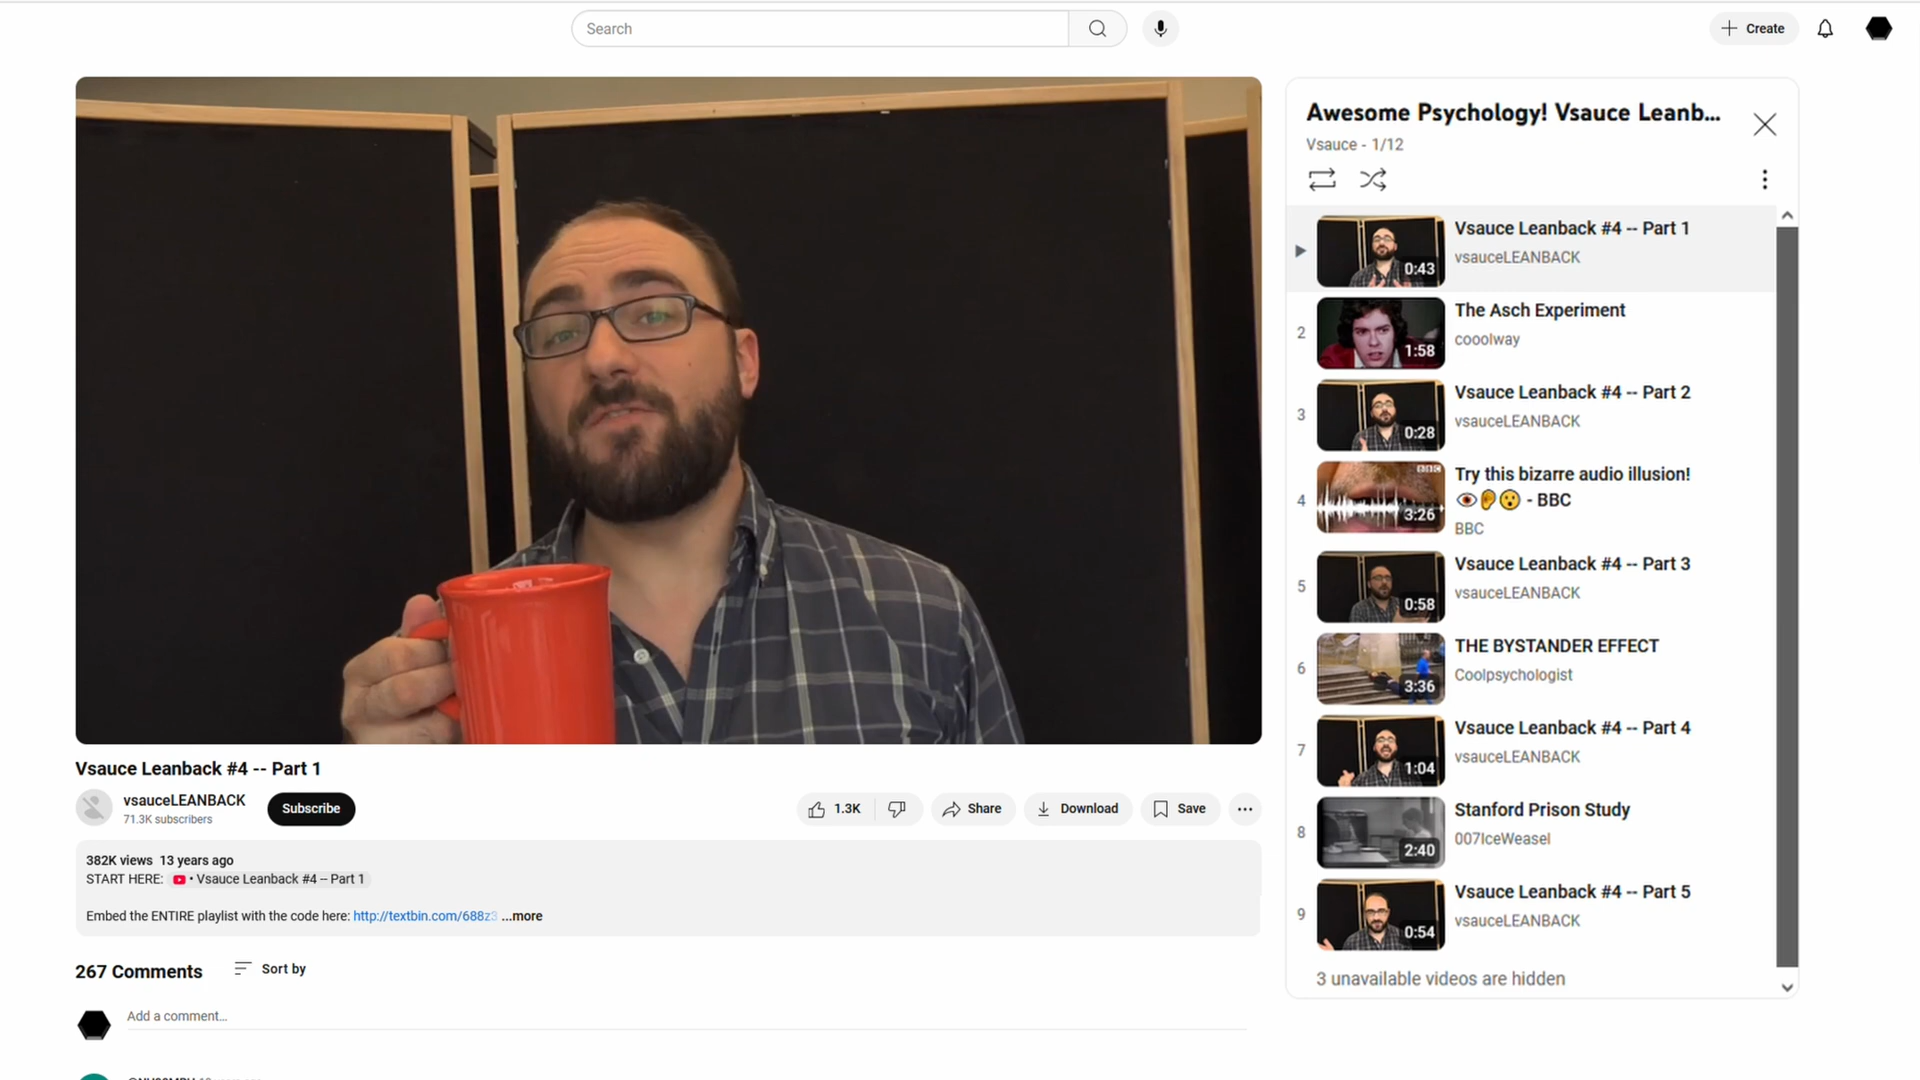 Search
Create
Awesome Psychology! Vsauce Leanb...
Vsauce - 1/12
Vsauce Leanback #4 -- Part 1
vsauceLEANBACK
0:43
2
The Asch Experiment
cooolway
1:58
3
Vsauce Leanback #4 -- Part 2
vsauceLEANBACK
0:28
4
Try this bizarre audio illusion!
👁️👂😮 - BBC
BBC
BBC
3:26
5
Vsauce Leanback #4 -- Part 3
vsauceLEANBACK
0:58
6
THE BYSTANDER EFFECT
Coolpsychologist
3:36
7
Vsauce Leanback #4 -- Part 4
vsauceLEANBACK
1:04
8
Stanford Prison Study
007IceWeasel
2:40
9
Vsauce Leanback #4 -- Part 5
vsauceLEANBACK
0:54
3 unavailable videos are hidden
Vsauce Leanback #4 -- Part 1
vsauceLEANBACK
71.3K subscribers
Subscribe
1.3K
Share
Download
Save
382K views 13 years ago
START HERE: • Vsauce Leanback #4 -- Part 1
Embed the ENTIRE playlist with the code here: http://textbin.com/688z3 ...more
267 Comments
Sort by
Add a comment...